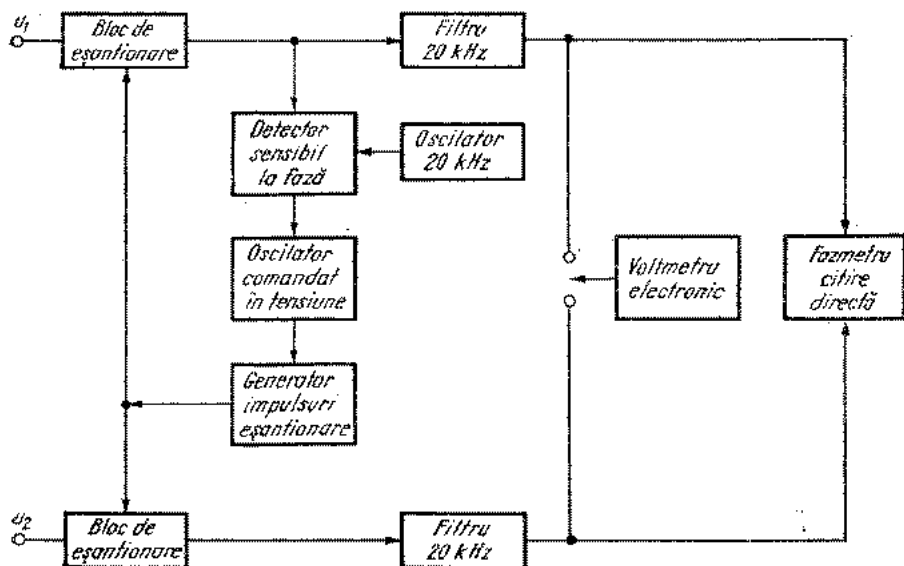 u1
Bloc de
eşantionare
Filtru
20 kHz
Detector
sensibil
la fază
Oscilator
20 kHz
Oscilator
comandat
în tensiune
Voltmetru
electronic
Fazmetru
citire
directă
Generator
impulsuri
eşantionare
u2
Bloc de
eşantionare
Filtru
20 kHz